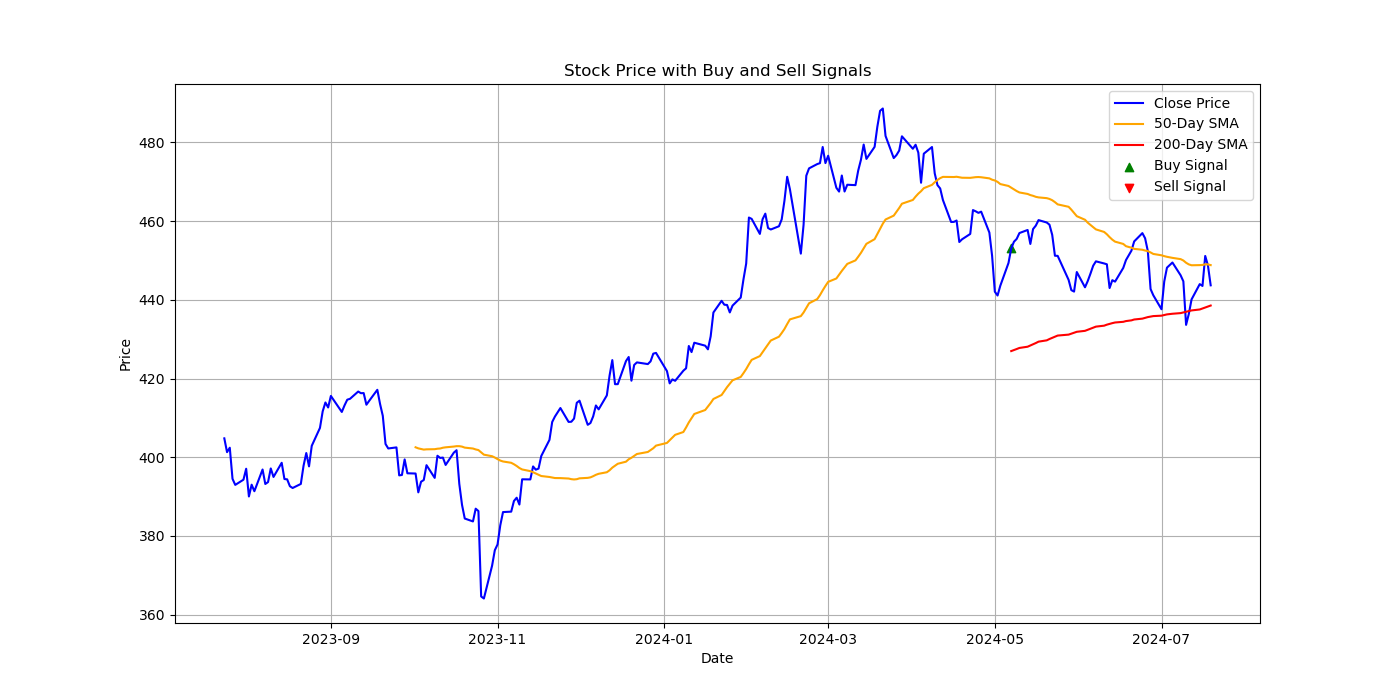 Stock Price with Buy and Sell Signals
Close Price
50-Day SMA
200-Day SMA
Buy Signal
Sell Signal
Price
480
460
440
420
400
380
360
2023-09
2023-11
2024-01
2024-03
2024-05
2024-07
Date